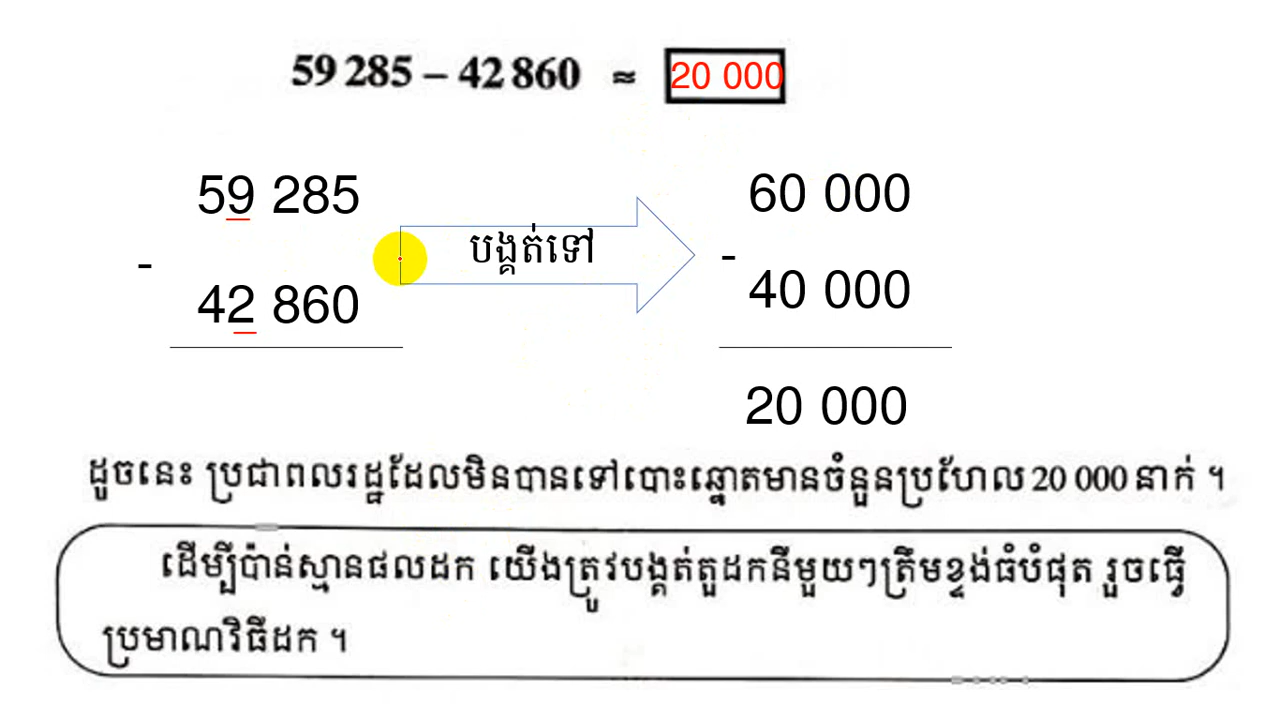 59 285 – 42 860 ≈ 20 000
59 285
បង្គត់ទៅ
60 000
-
-
42 860
40 000
20 000
ដូចនេះ ប្រជាពលរដ្ឋដែលមិនបានទៅបោះឆ្នោតមានចំនួនប្រហែល 20 000 នាក់ ។
ដើម្បីប៉ាន់ស្មានផលដក យើងត្រូវបង្គត់តួដកនីមួយៗត្រឹមខ្ទង់ធំបំផុត រួចធ្វើ
ប្រមាណវិធីដក ។